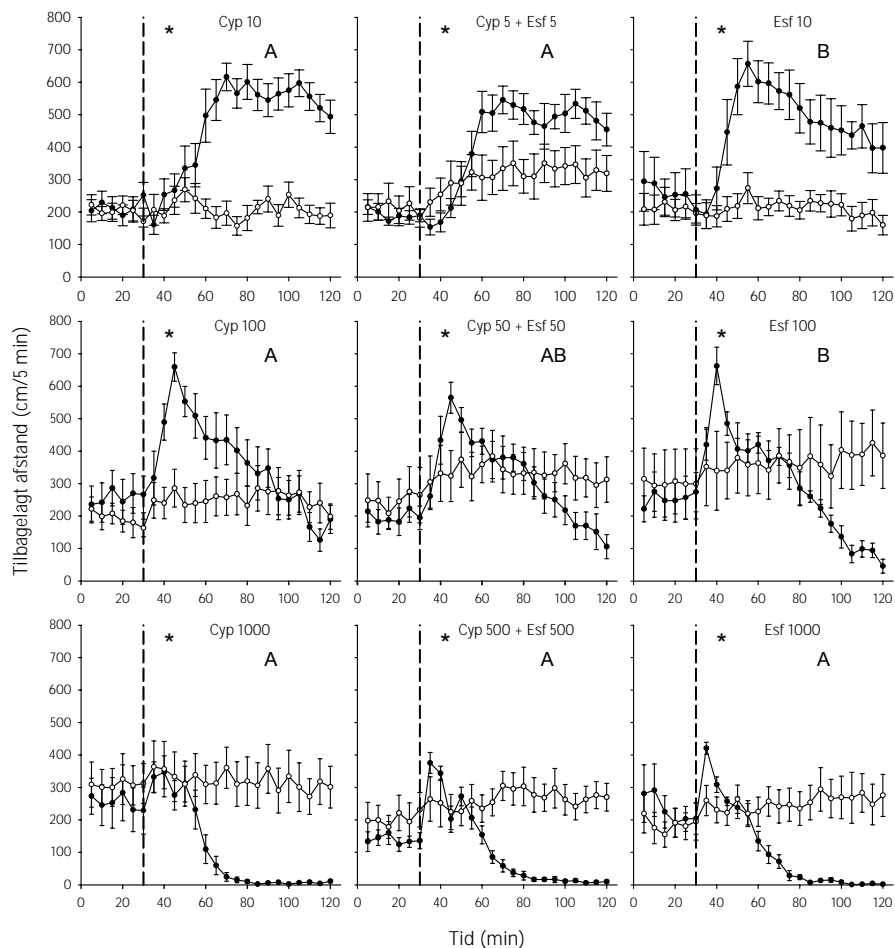 Cyp 10
*
A
Cyp 5 + Esf 5
*
A
Esf 10
*
B
800
700
600
500
400
300
200
100
0
0 20 40 60 80 100 120
0 20 40 60 80 100 120
0 20 40 60 80 100 120
Tilbagelagt afstand (cm/5 min)
Cyp 100
*
A
Cyp 50 + Esf 50
*
AB
Esf 100
*
B
800
700
600
500
400
300
200
100
0
0 20 40 60 80 100 120
0 20 40 60 80 100 120
0 20 40 60 80 100 120
Cyp 1000
*
A
Cyp 500 + Esf 500
*
A
Esf 1000
*
A
800
700
600
500
400
300
200
100
0
0 20 40 60 80 100 120
0 20 40 60 80 100 120
0 20 40 60 80 100 120
Tid (min)